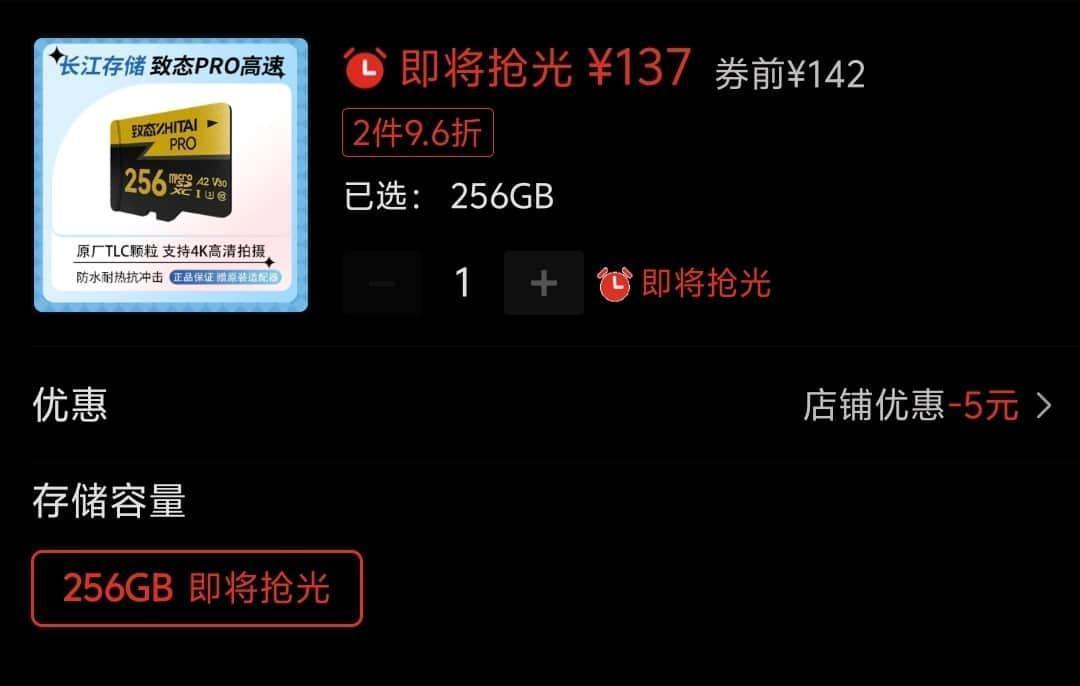 长江存储 致态PRO高速
致态ZHITAI
PRO
256 micro SD XC I A2 V30 U3
原厂TLC颗粒 支持4K高清拍摄
防水耐热抗冲击 正品保证 赠原装适配器
即将抢光 ¥137 券前¥142
2件9.6折
已选： 256GB
1 + 即将抢光
优惠 店铺优惠-5元 >
存储容量
256GB 即将抢光